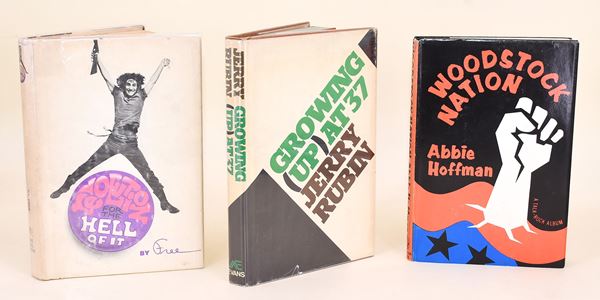 REVOLUTION
FOR THE
HELL
OF IT
BY Free
JERRY
RUBIN
GROWING
(UP) AT 37
EVANS
GROWING
(UP) AT 37
JERRY
RUBIN
WOODSTOCK
NATION
Abbie
Hoffman
A TALK-ROCK ALBUM